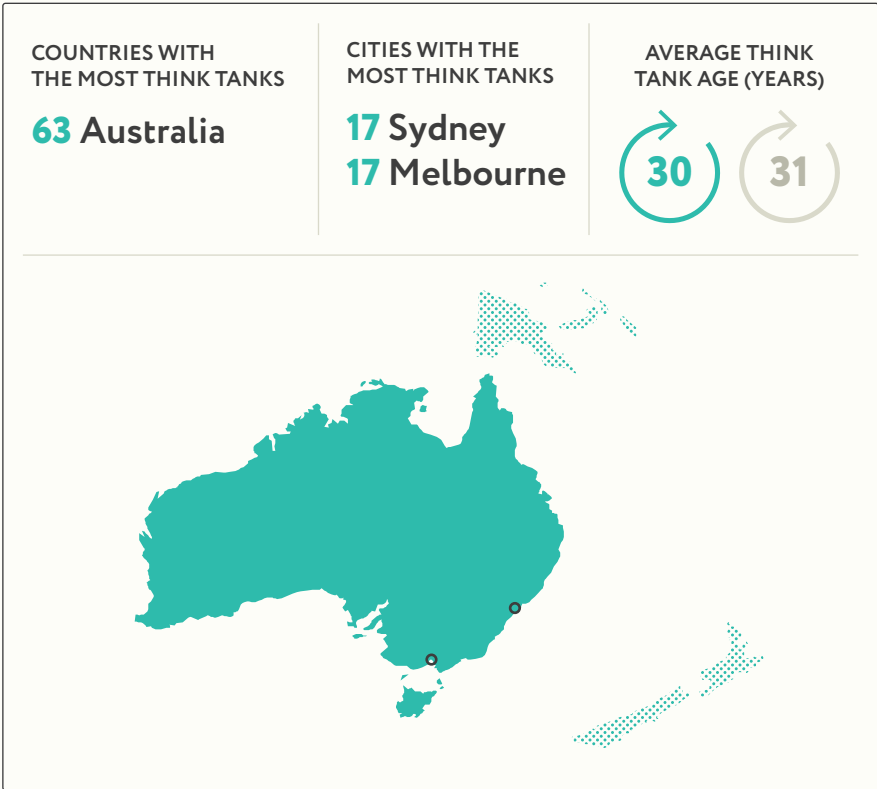 COUNTRIES WITH
THE MOST THINK TANKS
63 Australia
CITIES WITH THE
MOST THINK TANKS
17 Sydney
17 Melbourne
AVERAGE THINK
TANK AGE (YEARS)
30
31